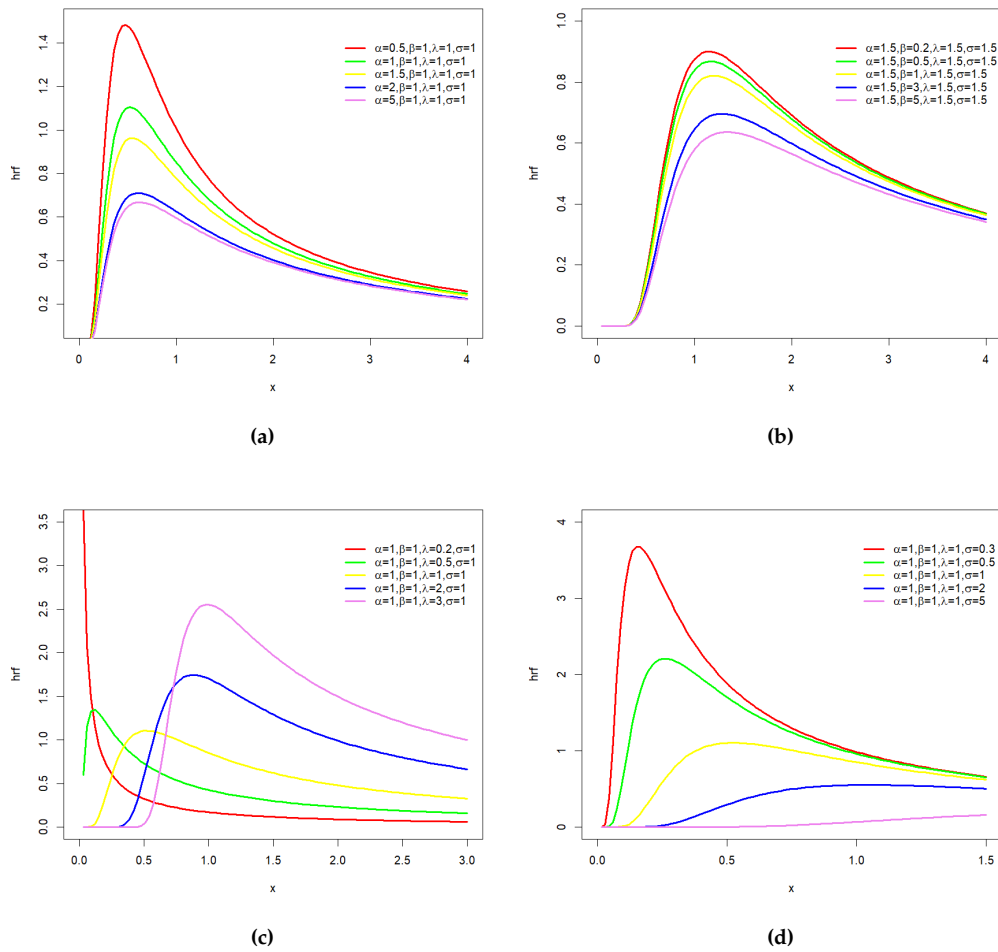 α=0.5,β=1,λ=1,σ=1
α=1,β=1,λ=1,σ=1
α=1.5,β=1,λ=1,σ=1
α=2,β=1,λ=1,σ=1
α=5,β=1,λ=1,σ=1
hrf
1.4
1.2
1.0
0.8
0.6
0.4
0.2
0 1 2 3 4
x
(a)
α=1.5,β=0.2,λ=1.5,σ=1.5
α=1.5,β=0.5,λ=1.5,σ=1.5
α=1.5,β=1,λ=1.5,σ=1.5
α=1.5,β=3,λ=1.5,σ=1.5
α=1.5,β=5,λ=1.5,σ=1.5
hrf
1.0
0.8
0.6
0.4
0.2
0.0
0 1 2 3 4
x
(b)
α=1,β=1,λ=0.2,σ=1
α=1,β=1,λ=0.5,σ=1
α=1,β=1,λ=1,σ=1
α=1,β=1,λ=2,σ=1
α=1,β=1,λ=3,σ=1
hrf
3.5
3.0
2.5
2.0
1.5
1.0
0.5
0.0
0.0 0.5 1.0 1.5 2.0 2.5 3.0
x
(c)
α=1,β=1,λ=1,σ=0.3
α=1,β=1,λ=1,σ=0.5
α=1,β=1,λ=1,σ=1
α=1,β=1,λ=1,σ=2
α=1,β=1,λ=1,σ=5
hrf
4
3
2
1
0
0.0 0.5 1.0 1.5
x
(d)